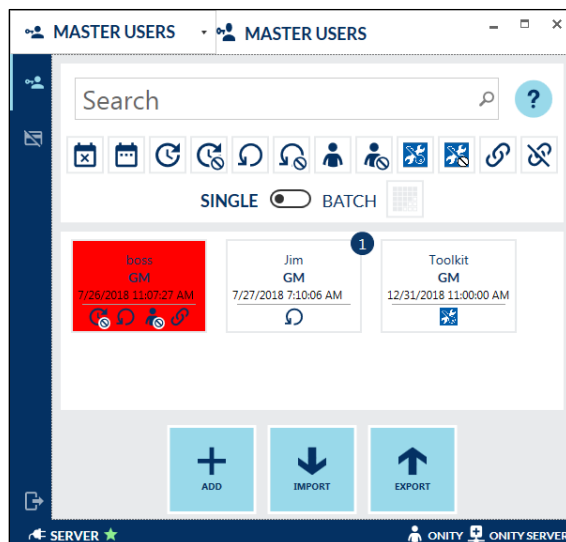 MASTER USERS MASTER USERS
Search
?
SINGLE BATCH
1
boss Jim Toolkit
GM GM GM
7/26/2018 11:07:27 AM 7/27/2018 7:10:06 AM 12/31/2018 11:00:00 AM
ADD IMPORT EXPORT
SERVER ONITY ONITY SERVER